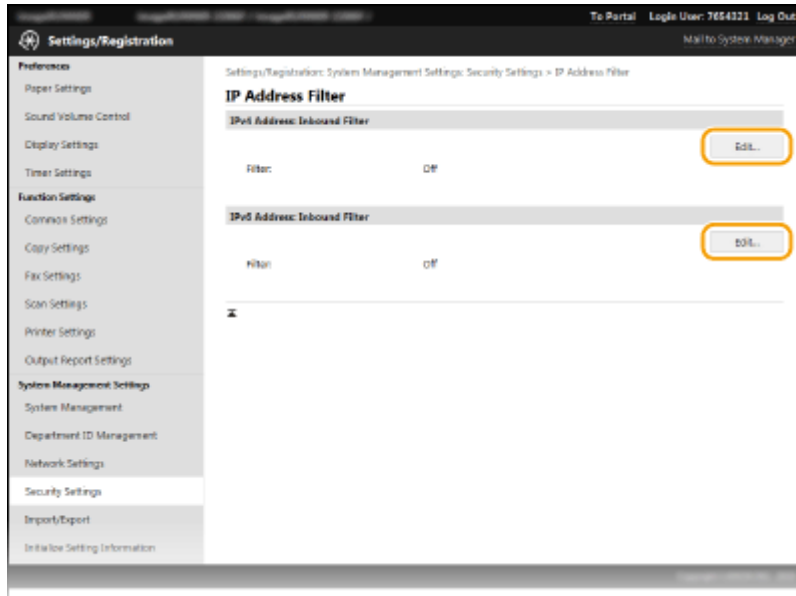 To Portal Login User: 7654321 Log Out
Settings/Registration
Mail to System Manager
Preferences
Paper Settings
Sound Volume Control
Display Settings
Timer Settings
Function Settings
Common Settings
Copy Settings
Fax Settings
Scan Settings
Printer Settings
Output Report Settings
System Management Settings
System Management
Department ID Management
Network Settings
Security Settings
Import/Export
Initialize Setting Information
Settings/Registration: System Management Settings: Security Settings > IP Address Filter
IP Address Filter
IPv4 Address: Inbound Filter
Edit...
Filter: Off
IPv6 Address: Inbound Filter
Edit...
Filter: Off